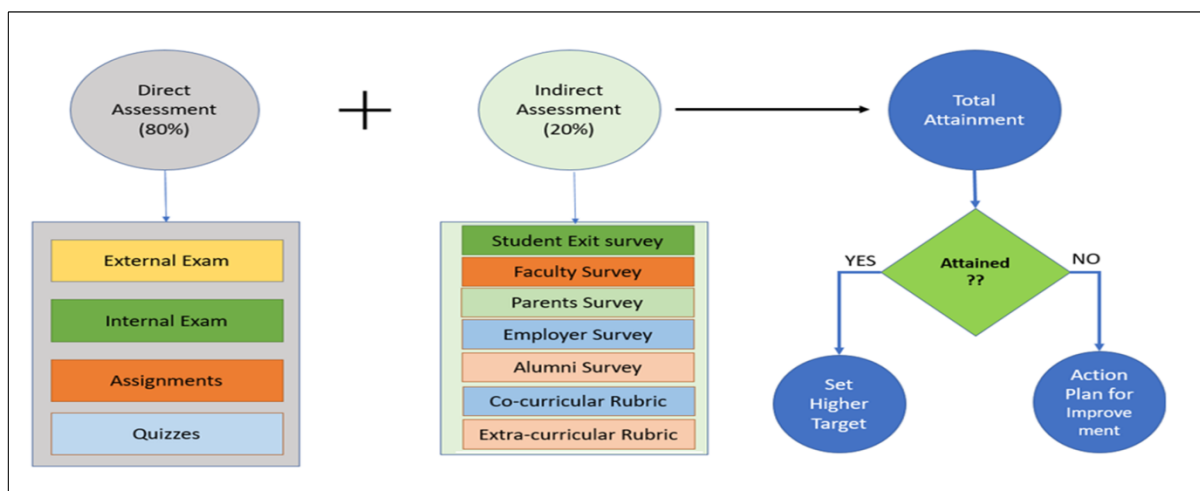 Direct
Assessment
(80%)
Indirect
Assessment
(20%)
Total
Attainment
External Exam
Internal Exam
Assignments
Quizzes
Student Exit survey
Faculty Survey
Parents Survey
Employer Survey
Alumni Survey
Co-curricular Rubric
Extra-curricular Rubric
YES
Attained
??
NO
Set
Higher
Target
Action
Plan for
Improve
ment